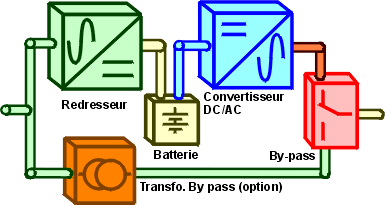 Redresseur
Convertisseur
DC/AC
Batterie
By-pass
Transfo. By pass (option)